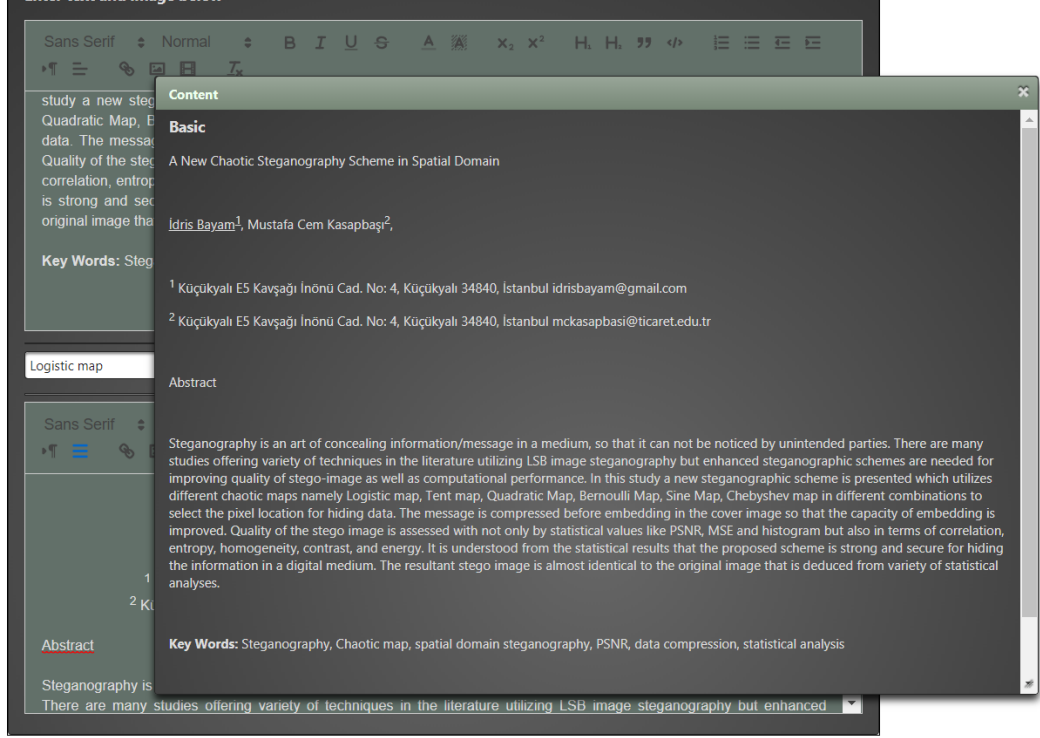 Sans Serif Normal B I U S A A X₂ X² H₁ H₂ ” </>
study a new steg
Quadratic Map, B
data. The messag
Quality of the steg
correlation, entrop
is strong and sec
original image tha
Key Words: Steg
Logistic map
Sans Serif
1
2 Kü
Abstract
Steganography is
There are many studies offering variety of techniques in the literature utilizing LSB image steganography but enhanced
Content
Basic
A New Chaotic Steganography Scheme in Spatial Domain
İdris Bayam1, Mustafa Cem Kasapbaşı2,
1 Küçükyalı E5 Kavşağı İnönü Cad. No: 4, Küçükyalı 34840, İstanbul idrisbayam@gmail.com
2 Küçükyalı E5 Kavşağı İnönü Cad. No: 4, Küçükyalı 34840, İstanbul mckasapbasi@ticaret.edu.tr
Abstract
Steganography is an art of concealing information/message in a medium, so that it can not be noticed by unintended parties. There are many
studies offering variety of techniques in the literature utilizing LSB image steganography but enhanced steganographic schemes are needed for
improving quality of stego-image as well as computational performance. In this study a new steganographic scheme is presented which utilizes
different chaotic maps namely Logistic map, Tent map, Quadratic Map, Bernoulli Map, Sine Map, Chebyshev map in different combinations to
select the pixel location for hiding data. The message is compressed before embedding in the cover image so that the capacity of embedding is
improved. Quality of the stego image is assessed with not only by statistical values like PSNR, MSE and histogram but also in terms of correlation,
entropy, homogeneity, contrast, and energy. It is understood from the statistical results that the proposed scheme is strong and secure for hiding
the information in a digital medium. The resultant stego image is almost identical to the original image that is deduced from variety of statistical
analyses.
Key Words: Steganography, Chaotic map, spatial domain steganography, PSNR, data compression, statistical analysis